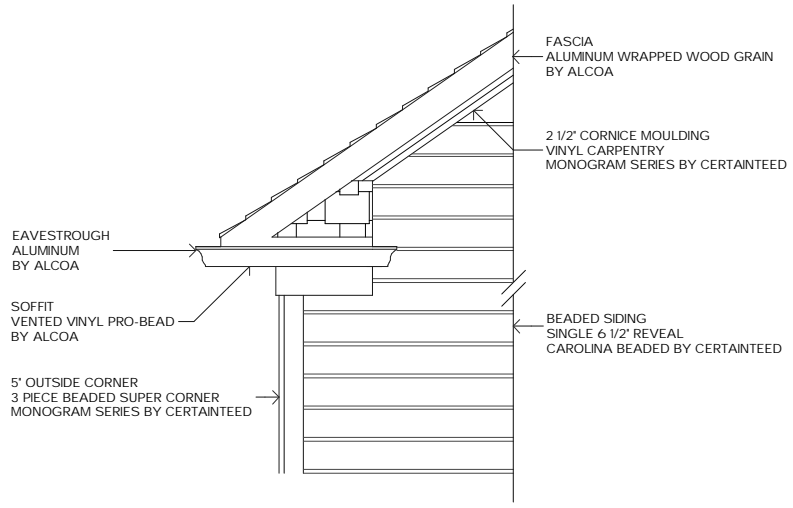 FASCIA
ALUMINUM WRAPPED WOOD GRAIN
BY ALCOA
2 1/2" CORNICE MOULDING
VINYL CARPENTRY
MONOGRAM SERIES BY CERTAINTEED
EAVESTROUGH
ALUMINUM
BY ALCOA
SOFFIT
VENTED VINYL PRO-BEAD
BY ALCOA
BEADED SIDING
SINGLE 6 1/2" REVEAL
CAROLINA BEADED BY CERTAINTEED
5" OUTSIDE CORNER
3 PIECE BEADED SUPER CORNER
MONOGRAM SERIES BY CERTAINTEED